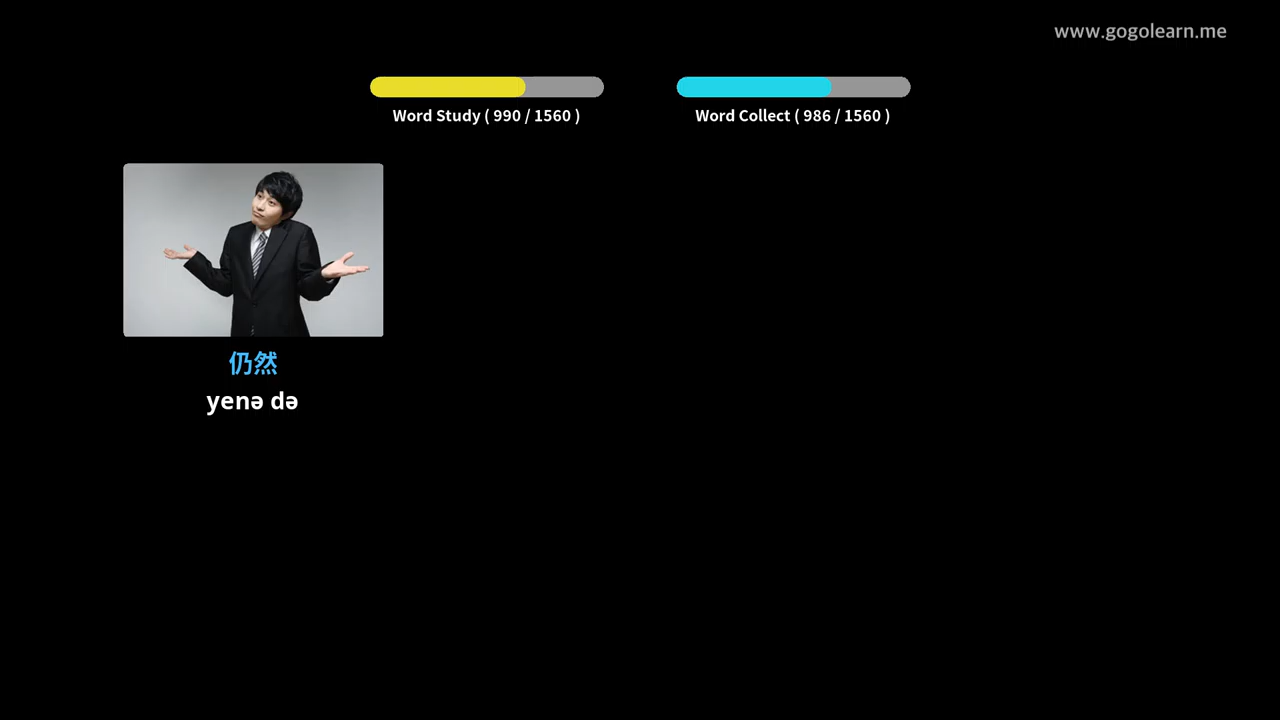 www.gogolearn.me
Word Study ( 990 / 1560 )
Word Collect ( 986 / 1560 )
仍然
yenə də